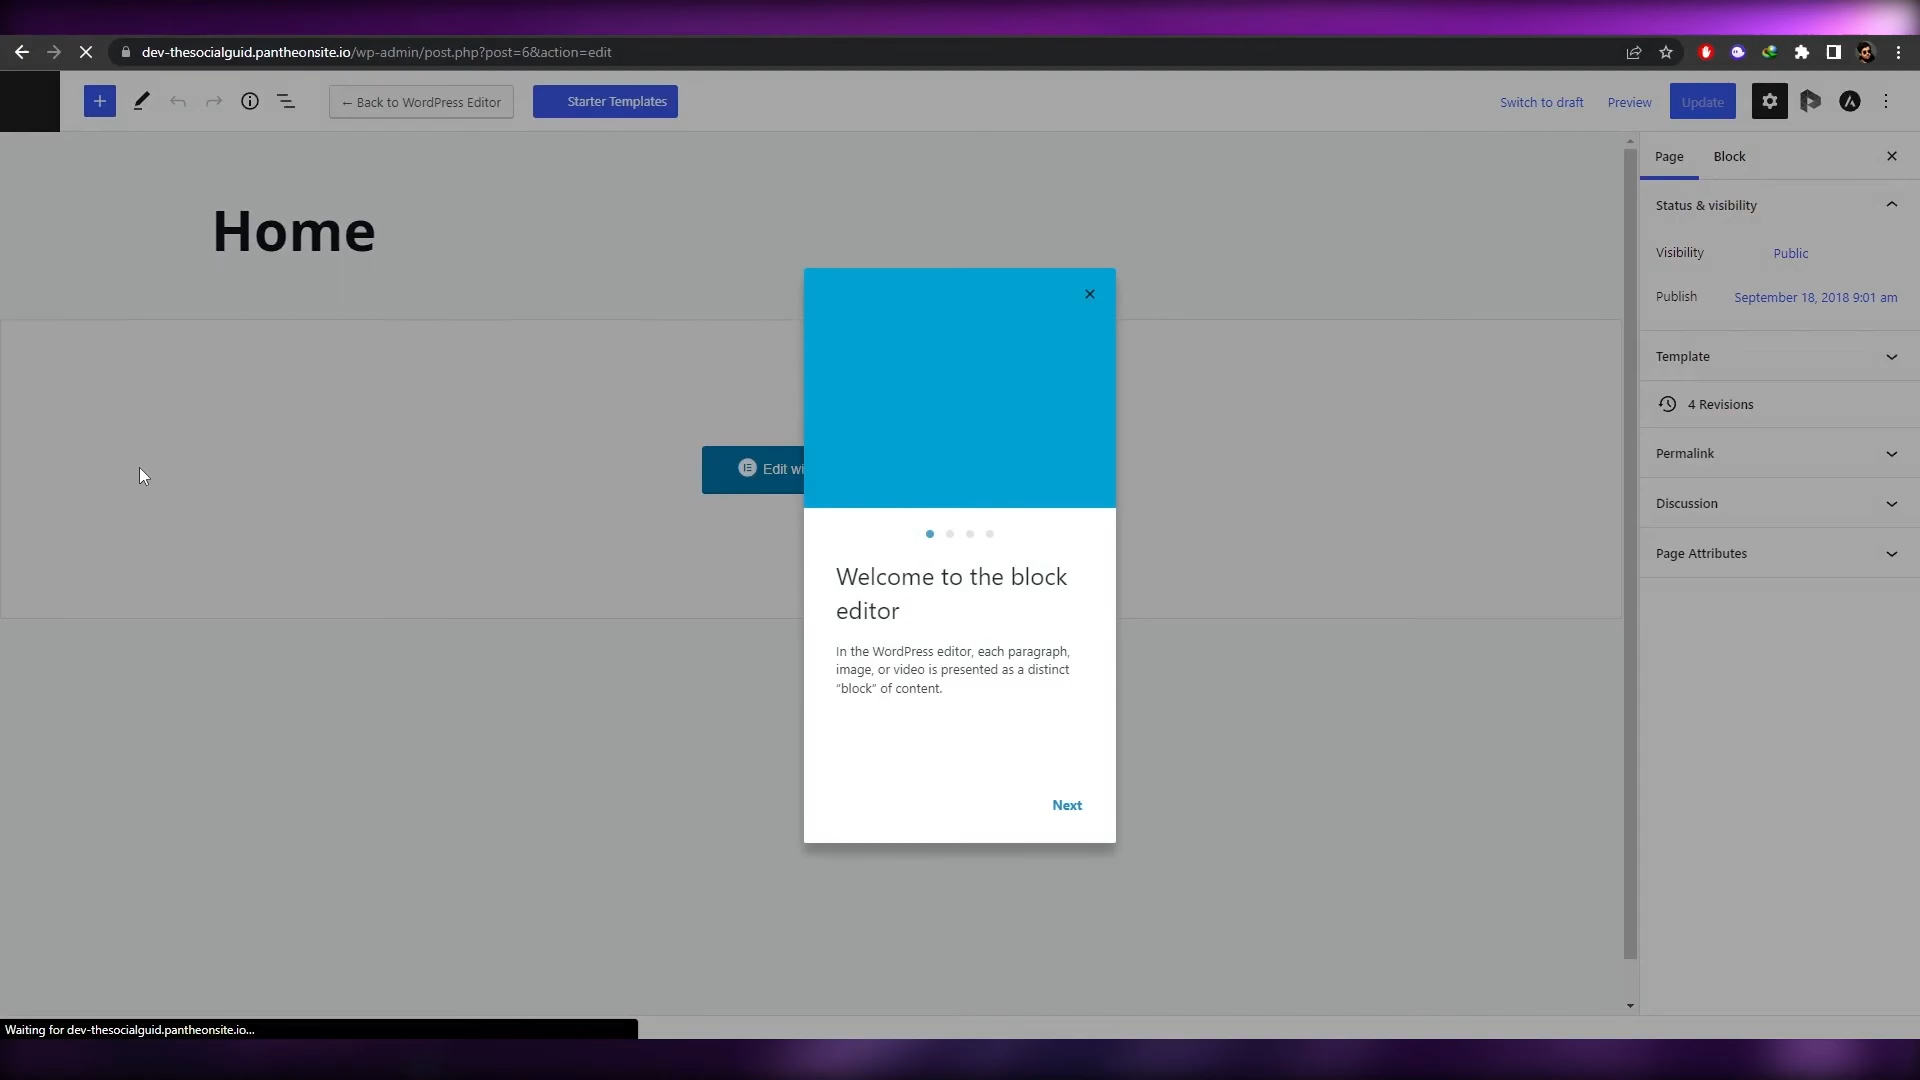 dev-thesocialguid.pantheonsite.io/wp-admin/post.php?post=6&action=edit
← Back to WordPress Editor
Starter Templates
Switch to draft
Preview
Update
Page
Block
Home
Status & visibility
Visibility
Public
Publish
September 18, 2018 9:01 am
Template
4 Revisions
Permalink
Discussion
Page Attributes
Edit wi
Welcome to the block
editor
In the WordPress editor, each paragraph,
image, or video is presented as a distinct
“block” of content.
Next
Waiting for dev-thesocialguid.pantheonsite.io...